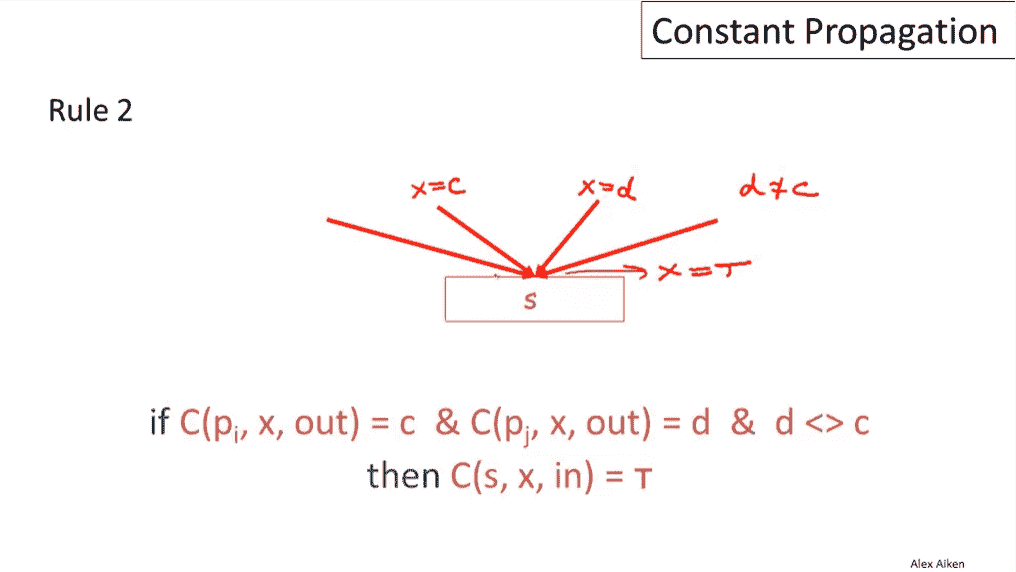 Constant Propagation
Rule 2
x=c
x=d
d≠c
x=T
s
if C(pi, x, out) = c & C(pj, x, out) = d & d <> c
then C(s, x, in) = T
Alex Aiken